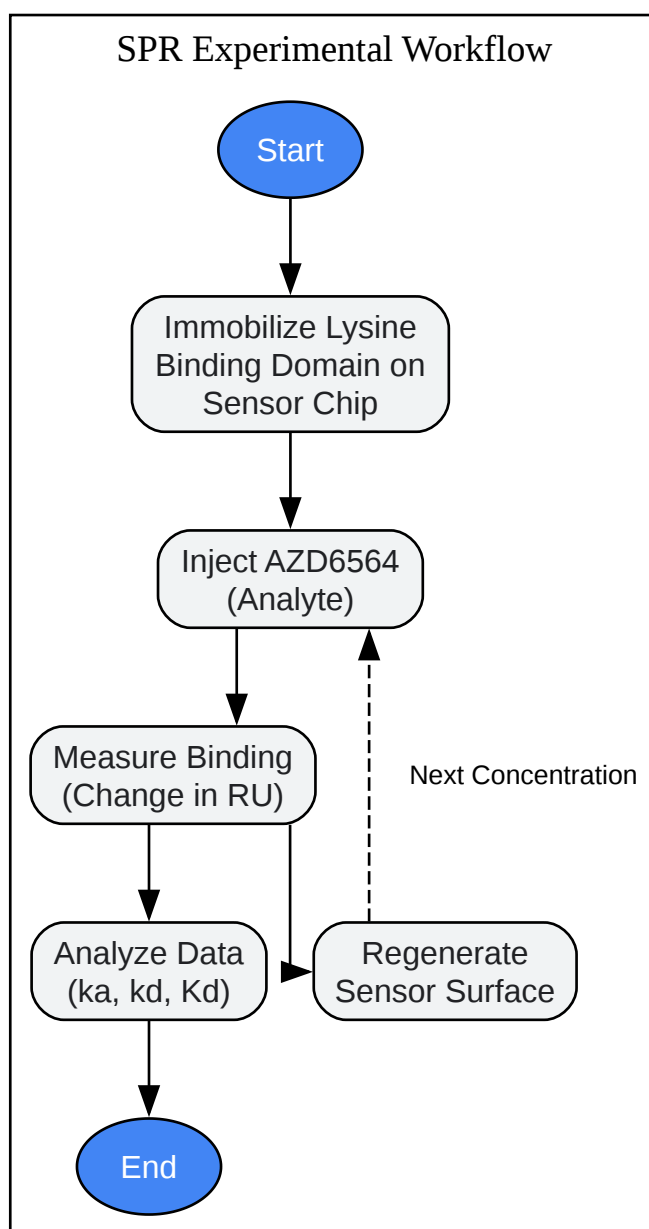 SPR Experimental Workflow
Start
Immobilize Lysine
Binding Domain on
Sensor Chip
Inject AZD6564
(Analyte)
Measure Binding
(Change in RU)
Next Concentration
Analyze Data
(ka, kd, Kd)
Regenerate
Sensor Surface
End